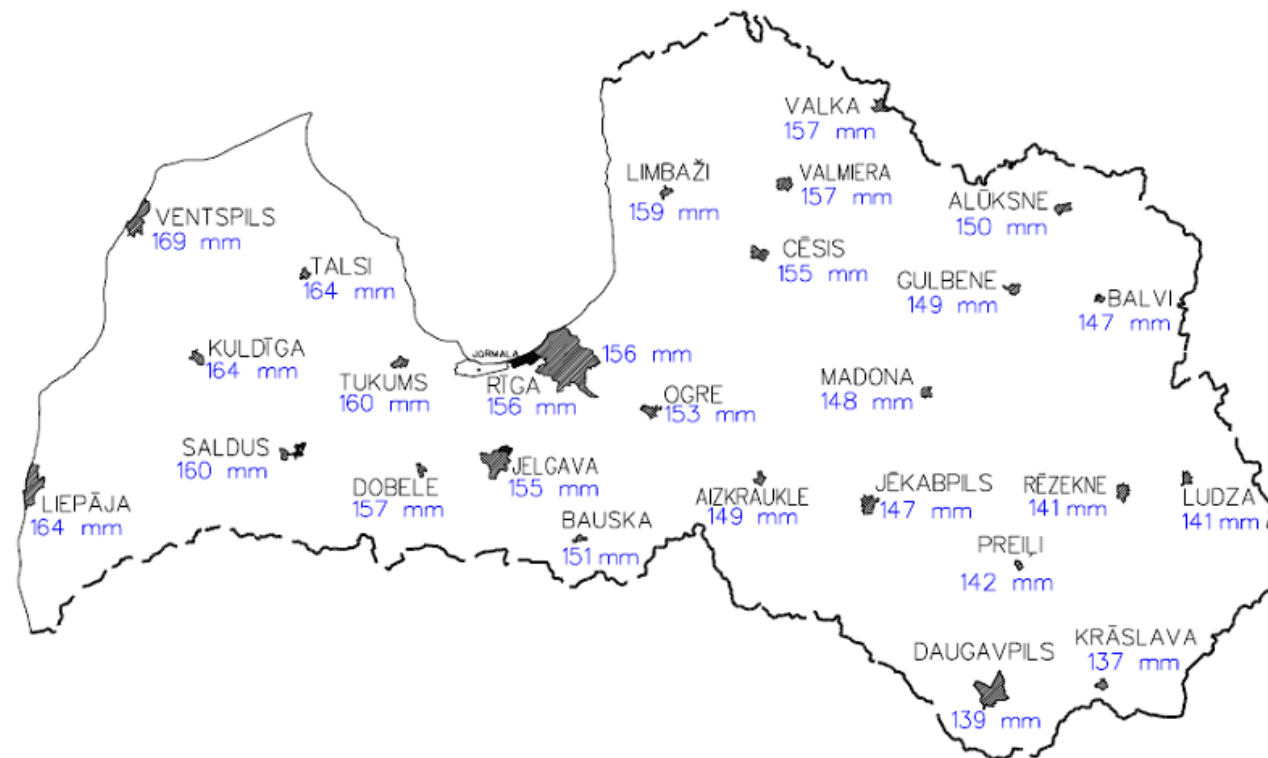 VALKA
157 mm
LIMBAŽI
159 mm
VALMIERA
157 mm
ALŪKSNE
150 mm
VENTSPILS
169 mm
TALSI
164 mm
CĒSIS
155 mm
GULBENE
149 mm
BALVI
147 mm
KULDĪGA
164 mm
TUKUMS
160 mm
JŪRMALA
RĪGA
156 mm
156 mm
OGRE
153 mm
MADONA
148 mm
SALDUS
160 mm
LIEPĀJA
164 mm
DOBELE
157 mm
JELGAVA
155 mm
BAUSKA
151 mm
AIZKRAUKLE
149 mm
JĒKABPILS
147 mm
RĒZEKNE
141 mm
LUDZA
141 mm
PREIĻI
142 mm
DAUGAVPILS
139 mm
KRĀSLAVA
137 mm